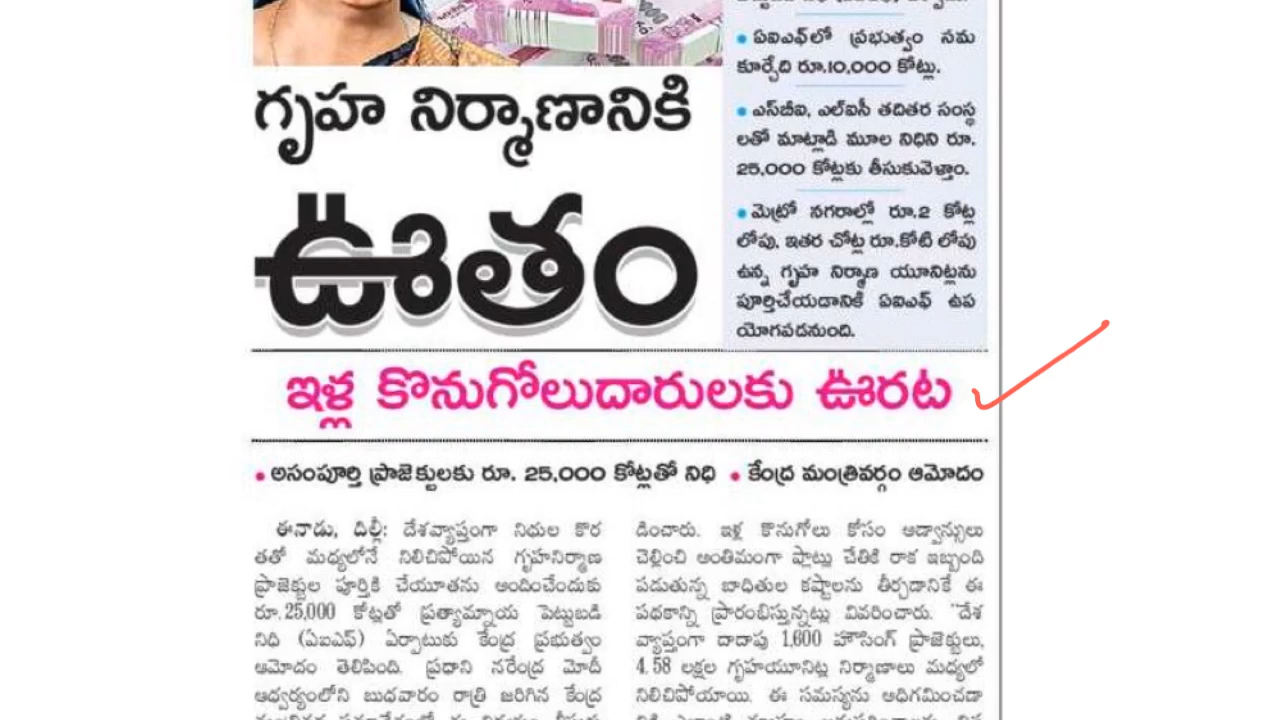 గృహ నిర్మాణానికి
ఊతం
• ఏఐఎఫ్‌లో ప్రభుత్వం సమ
కూర్చేది రూ.10,000 కోట్లు.
• ఎస్‌బీఐ, ఎల్ఐసీ తదితర సంస్థ
లతో మాట్లాడి మూల నిధిని రూ.
25,000 కోట్లకు తీసుకువెళ్తాం.
• మెట్రో నగరాల్లో రూ.2 కోట్ల
లోపు, ఇతర చోట్ల రూ.కోటి లోపు
ఉన్న గృహ నిర్మాణ యూనిట్లను
పూర్తిచేయడానికి ఏఐఎఫ్ ఉప
యోగపడనుంది.
ఇళ్ల కొనుగోలుదారులకు ఊరట
• అసంపూర్తి ప్రాజెక్టులకు రూ. 25,000 కోట్లతో నిధి • కేంద్ర మంత్రివర్గం ఆమోదం
ఈనాడు, దిల్లీ: దేశవ్యాప్తంగా నిధుల కొర
తతో మధ్యలోనే నిలిచిపోయిన గృహనిర్మాణ
ప్రాజెక్టుల పూర్తికి చేయూతను అందించేందుకు
రూ.25,000 కోట్లతో ప్రత్యామ్నాయ పెట్టుబడి
నిధి (ఏఐఎఫ్) ఏర్పాటుకు కేంద్ర ప్రభుత్వం
ఆమోదం తెలిపింది. ప్రధాని నరేంద్ర మోదీ
ఆధ్వర్యంలోని బుధవారం రాత్రి జరిగిన కేంద్ర
డించారు. ఇళ్ల కొనుగోలు కోసం అడ్వాన్సులు
చెల్లించి అంతిమంగా ప్లాట్లు చేతికి రాక ఇబ్బంది
పడుతున్న బాధితుల కష్టాలను తీర్చడానికే ఈ
పథకాన్ని ప్రారంభిస్తున్నట్లు వివరించారు. "దేశ
వ్యాప్తంగా దాదాపు 1,600 హౌసింగ్ ప్రాజెక్టులు,
4.58 లక్షల గృహయూనిట్ల నిర్మాణాలు మధ్యలో
నిలిచిపోయాయి. ఈ సమస్యను అధిగమించడా